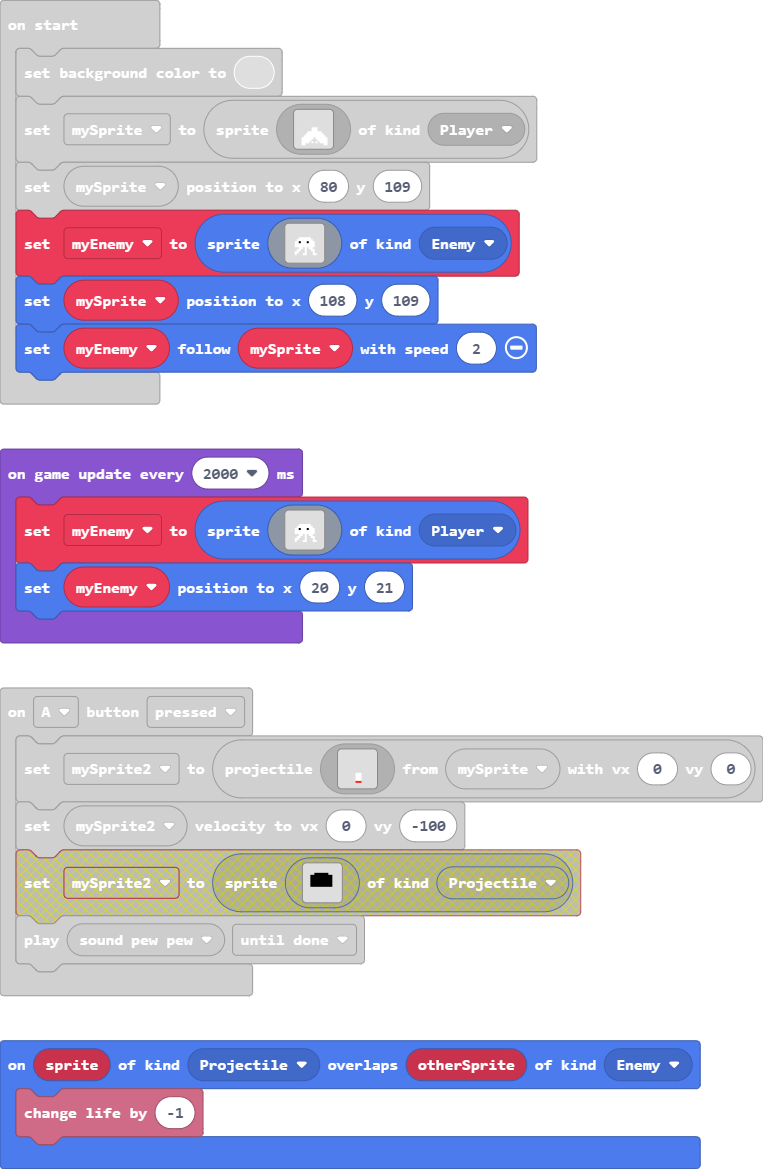 on start
set background color to
set mySprite to sprite of kind Player
set mySprite position to x 80 y 109
set myEnemy to sprite of kind Enemy
set mySprite position to x 108 y 109
set myEnemy follow mySprite with speed 2
on game update every 2000 ms
set myEnemy to sprite of kind Player
set myEnemy position to x 20 y 21
on A button pressed
set mySprite2 to projectile from mySprite with vx 0 vy 0
set mySprite2 velocity to vx 0 vy -100
set mySprite2 to sprite of kind Projectile
play sound pew pew until done
on sprite of kind Projectile overlaps otherSprite of kind Enemy
change life by -1